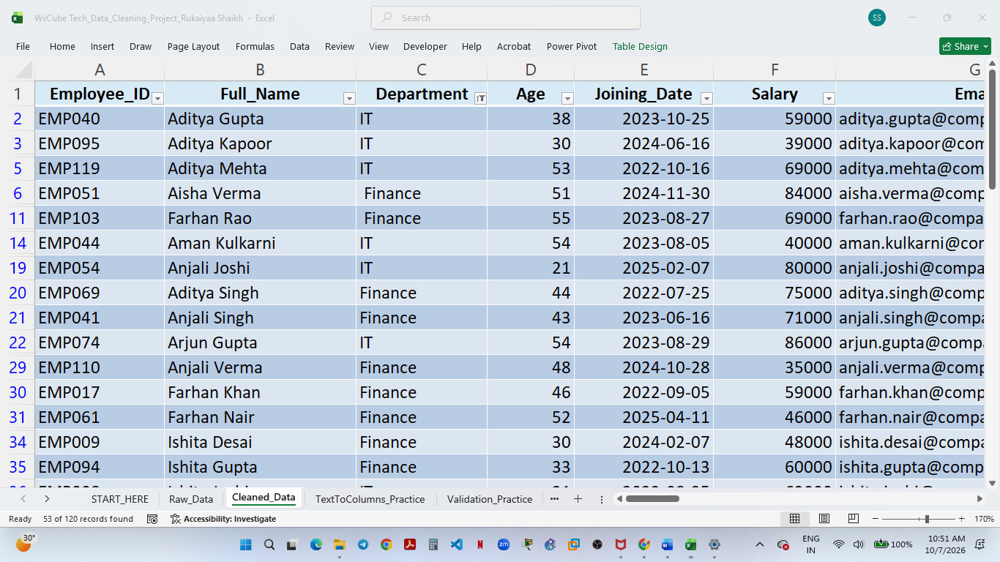 WsCube Tech_Data_Cleaning_Project_Rukaiyaa Shaikh - Excel
Search
SS
File Home Insert Draw Page Layout Formulas Data Review View Developer Help Acrobat Power Pivot Table Design
Share
A B C D E F G
1 Employee_ID Full_Name Department Age Joining_Date Salary Ema
2 EMP040 Aditya Gupta IT 38 2023-10-25 59000 aditya.gupta@comp
3 EMP095 Aditya Kapoor IT 30 2024-06-16 39000 aditya.kapoor@com
5 EMP119 Aditya Mehta IT 53 2022-10-16 69000 aditya.mehta@com
6 EMP051 Aisha Verma Finance 51 2024-11-30 84000 aisha.verma@comp
11 EMP103 Farhan Rao Finance 55 2023-08-27 69000 farhan.rao@compa
14 EMP044 Aman Kulkarni IT 54 2023-08-05 40000 aman.kulkarni@con
19 EMP054 Anjali Joshi IT 21 2025-02-07 80000 anjali.joshi@compa
20 EMP069 Aditya Singh Finance 44 2022-07-25 75000 aditya.singh@comp
21 EMP041 Anjali Singh Finance 43 2023-06-16 71000 anjali.singh@compa
22 EMP074 Arjun Gupta IT 54 2023-08-29 86000 arjun.gupta@comp
29 EMP110 Anjali Verma Finance 48 2024-10-28 35000 anjali.verma@comp
30 EMP017 Farhan Khan Finance 46 2022-09-05 59000 farhan.khan@comp
31 EMP061 Farhan Nair Finance 52 2025-04-11 46000 farhan.nair@compa
34 EMP009 Ishita Desai Finance 30 2024-02-07 48000 ishita.desai@compa
35 EMP094 Ishita Gupta Finance 33 2022-10-13 60000 ishita.gupta@comp
START_HERE Raw_Data Cleaned_Data TextToColumns_Practice Validation_Practice
Ready 53 of 120 records found Accessibility: Investigate 170%
30° ENG 100% 10:51 AM
IN 10/7/2026